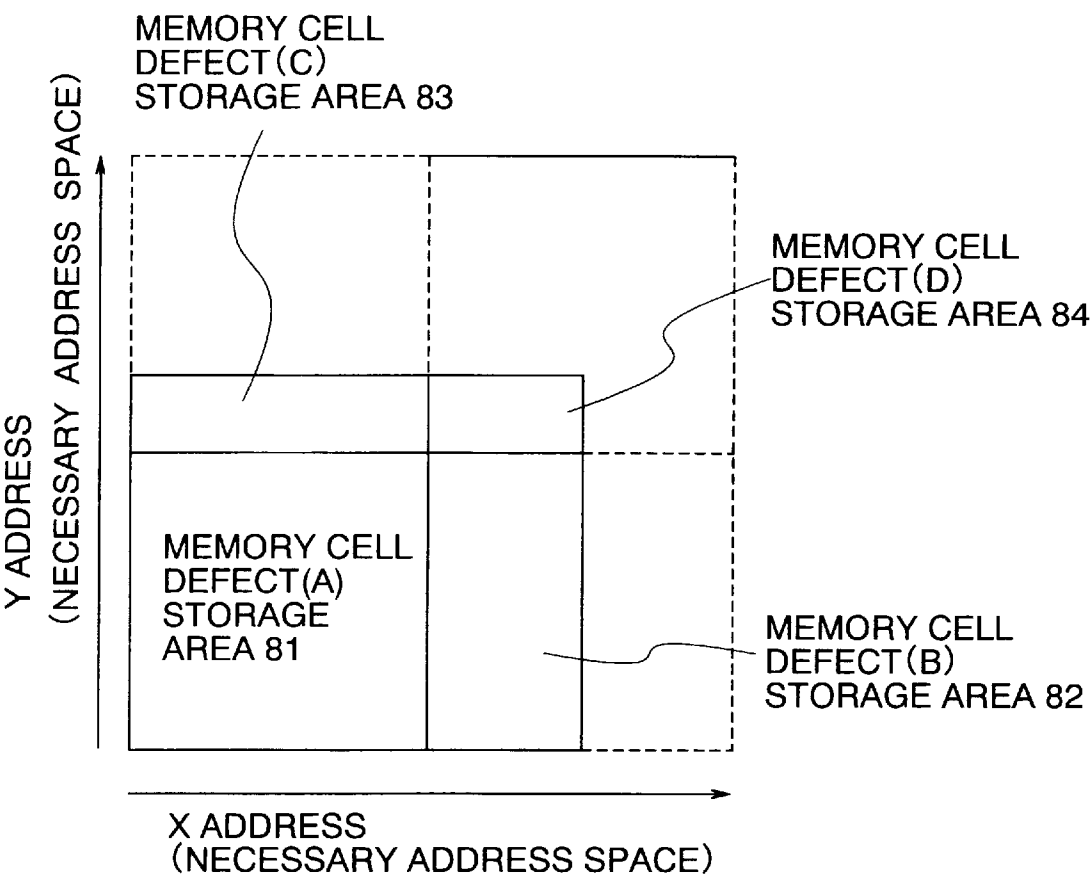 MEMORY CELL
DEFECT(C)
STORAGE AREA 83
Y ADDRESS
(NECESSARY ADDRESS SPACE)
MEMORY CELL
DEFECT(D)
STORAGE AREA 84
MEMORY CELL
DEFECT(A)
STORAGE
AREA 81
MEMORY CELL
DEFECT(B)
STORAGE AREA 82
X ADDRESS
(NECESSARY ADDRESS SPACE)